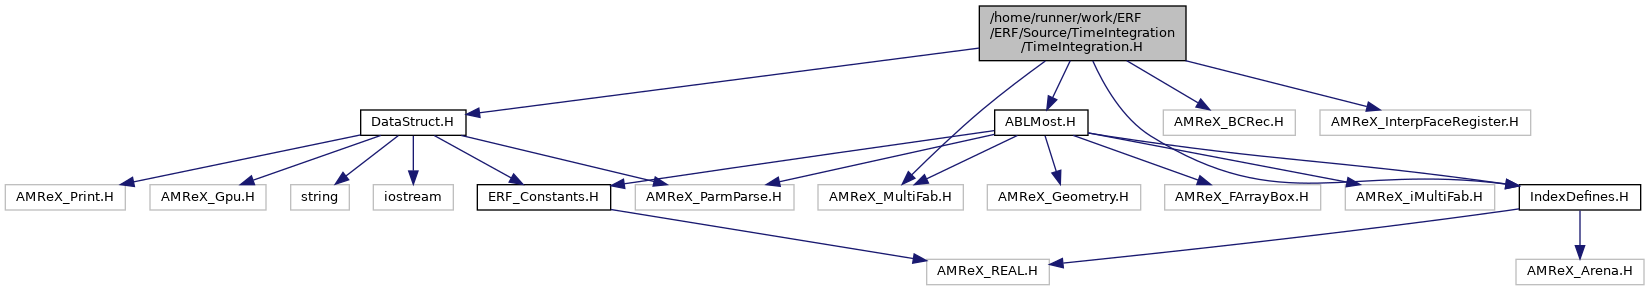 /home/runner/work/ERF
/ERF/Source/TimeIntegration
/TimeIntegration.H
DataStruct.H
ABLMost.H
AMReX_BCRec.H
AMReX_InterpFaceRegister.H
AMReX_Print.H
AMReX_Gpu.H
string
iostream
ERF_Constants.H
AMReX_ParmParse.H
AMReX_MultiFab.H
AMReX_Geometry.H
AMReX_FArrayBox.H
AMReX_iMultiFab.H
IndexDefines.H
AMReX_REAL.H
AMReX_Arena.H